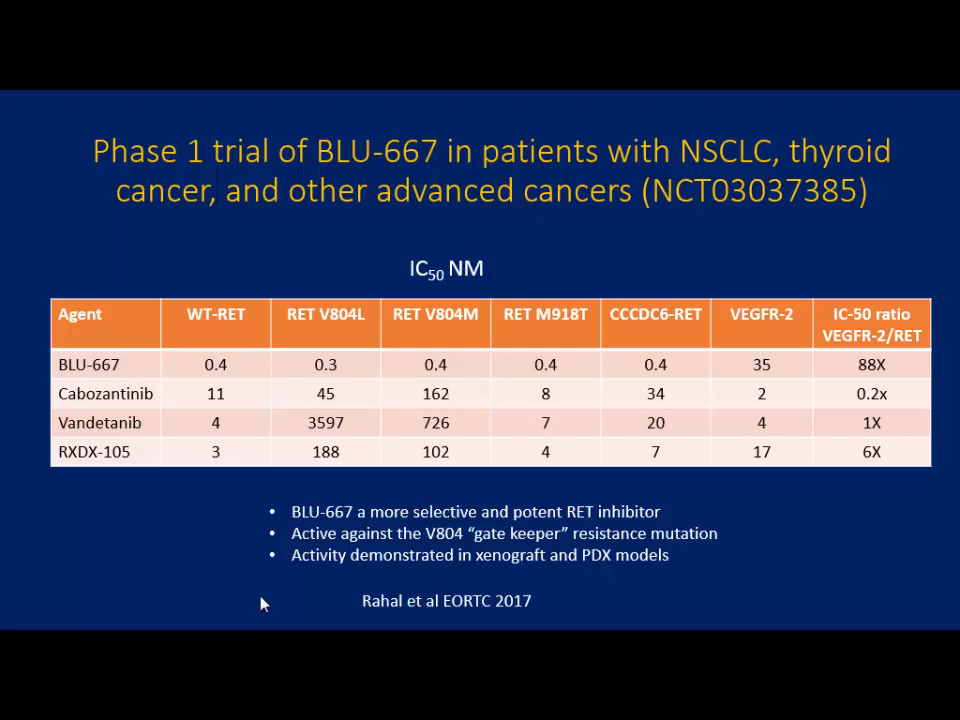 Phase 1 trial of BLU-667 in patients with NSCLC, thyroid
cancer, and other advanced cancers (NCT03037385)
IC50 NM
Agent WT-RET RET V804L RET V804M RET M918T CCCDC6-RET VEGFR-2 IC-50 ratio
VEGFR-2/RET
BLU-667 0.4 0.3 0.4 0.4 0.4 35 88X
Cabozantinib 11 45 162 8 34 2 0.2x
Vandetanib 4 3597 726 7 20 4 1X
RXDX-105 3 188 102 4 7 17 6X
• BLU-667 a more selective and potent RET inhibitor
• Active against the V804 “gate keeper” resistance mutation
• Activity demonstrated in xenograft and PDX models
Rahal et al EORTC 2017